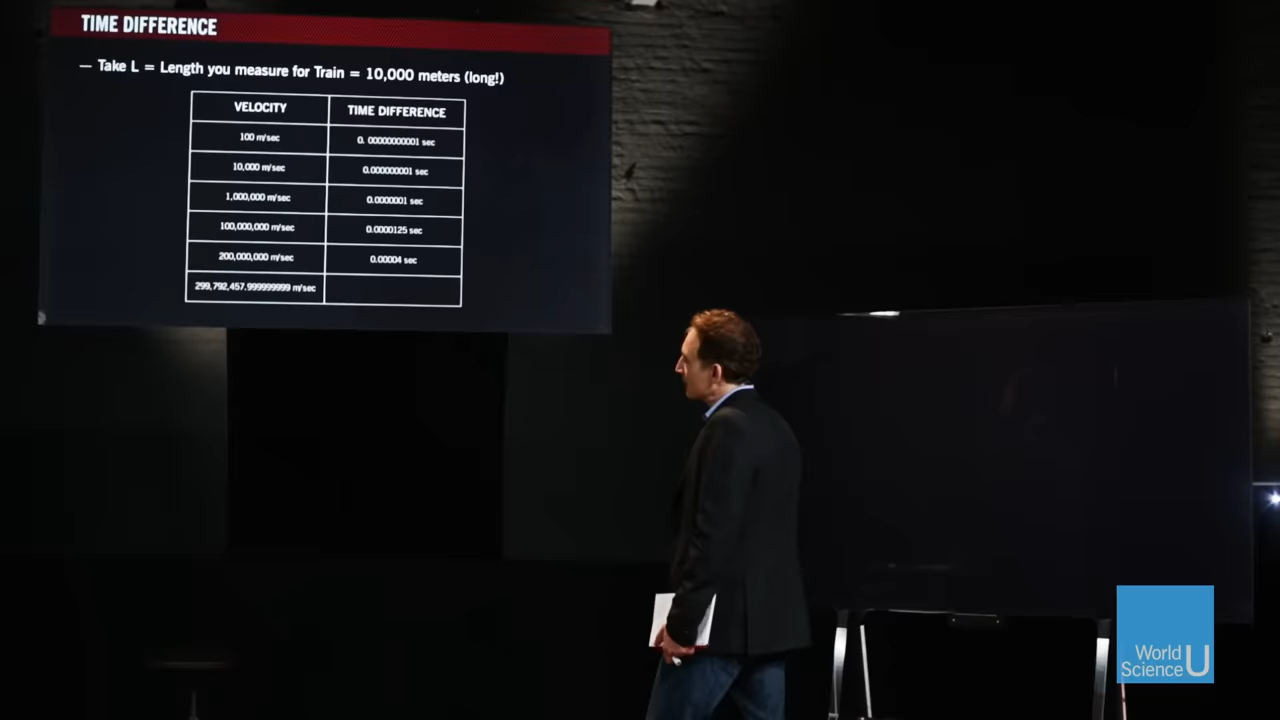 TIME DIFFERENCE
— Take L = Length you measure for Train = 10,000 meters (long!)
VELOCITY TIME DIFFERENCE
100 m/sec 0. 00000000001 sec
10,000 m/sec 0.000000001 sec
1,000,000 m/sec 0.0000001 sec
100,000,000 m/sec 0.0000125 sec
200,000,000 m/sec 0.00004 sec
299,792,457.999999999 m/sec
World
Science U